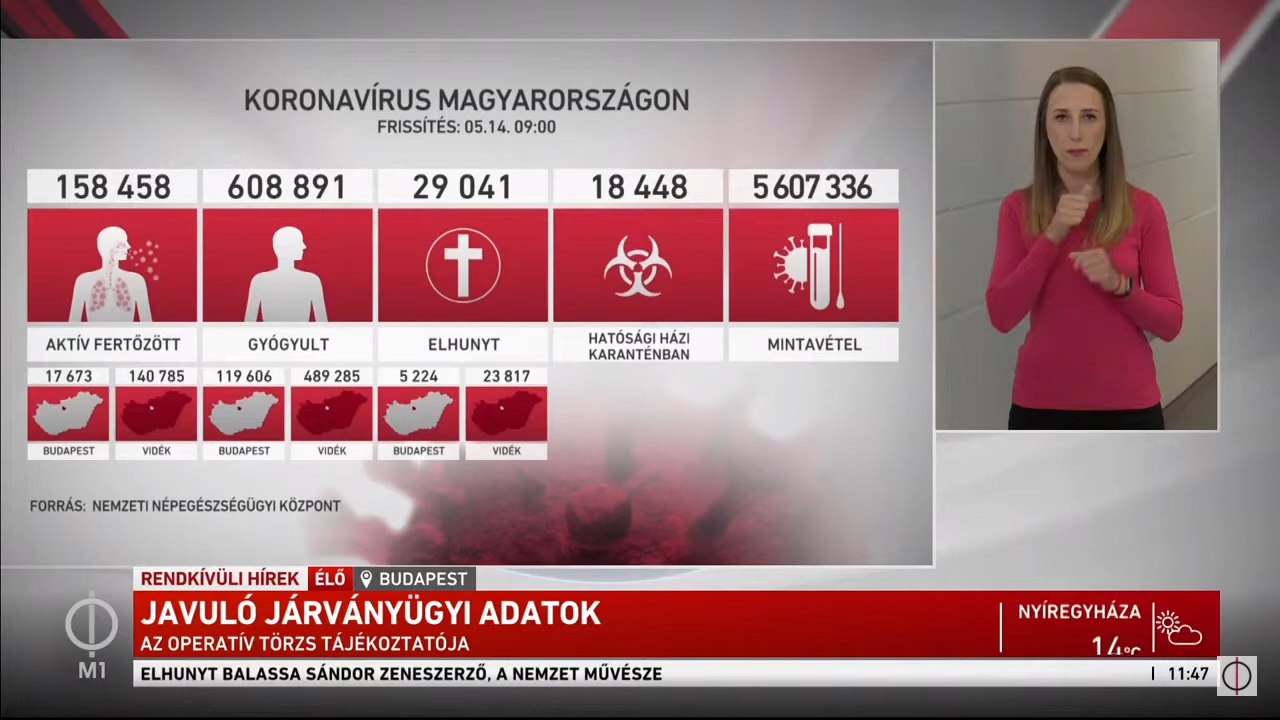 KORONAVÍRUS MAGYARORSZÁGON
FRISSÍTÉS: 05.14. 09:00
158 458
608 891
29 041
18 448
5 607 336
AKTÍV FERTŐZÖTT
GYÓGYULT
ELHUNYT
HATÓSÁGI HÁZI
KARANTÉNBAN
MINTAVÉTEL
17 673
140 785
119 606
489 285
5 224
23 817
BUDAPEST
VIDÉK
BUDAPEST
VIDÉK
BUDAPEST
VIDÉK
FORRÁS: NEMZETI NÉPEGÉSZSÉGÜGYI KÖZPONT
RENDKÍVÜLI HÍREK ÉLŐ BUDAPEST
JAVULÓ JÁRVÁNYÜGYI ADATOK
AZ OPERATÍV TÖRZS TÁJÉKOZTATÓJA
NYÍREGYHÁZA
14°C
M1
ELHUNYT BALASSA SÁNDOR ZENESZERZŐ, A NEMZET MŰVÉSZE
11:47